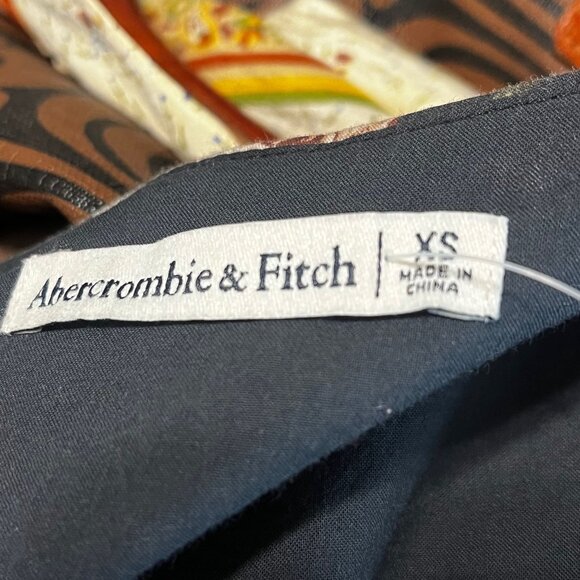 Abercrombie & Fitch
XS
MADE IN
CHINA